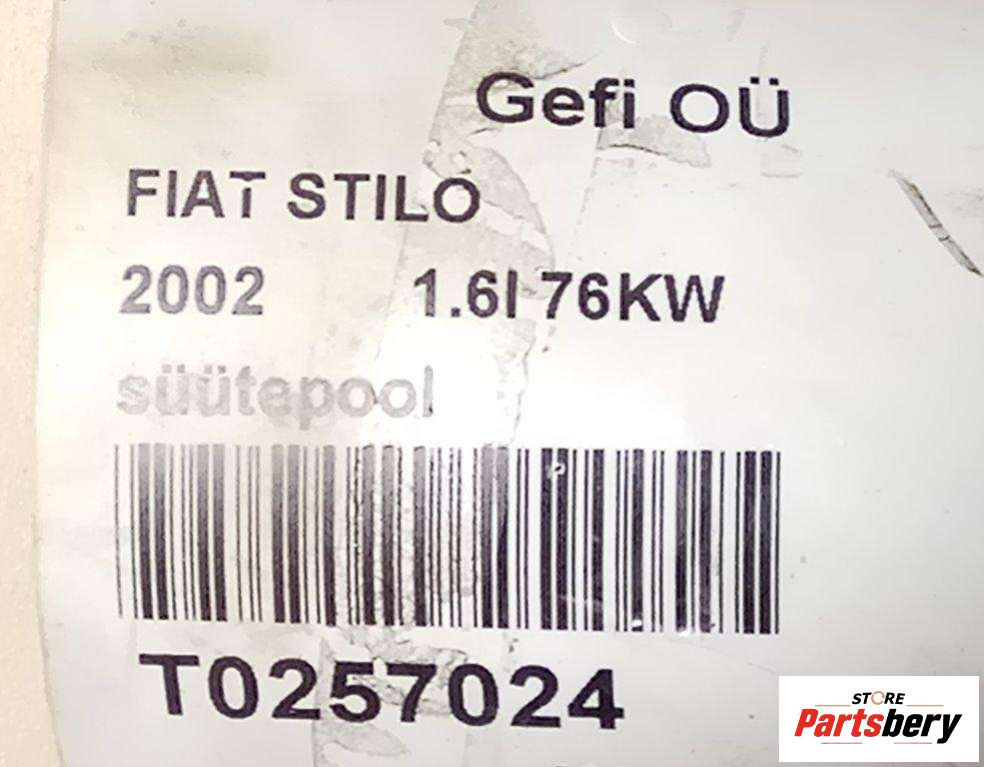 Gefi OÜ
FIAT STILO
2002 1.6l 76KW
süütepool
T0257024
STORE
Partsbery